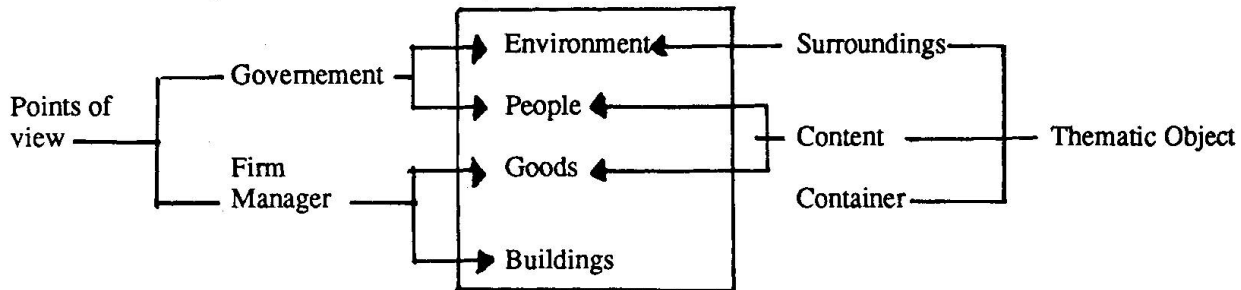 Environment
Surroundings
Governement
Points of
view
People
Content
Thematic Object
Firm
Manager
Goods
Container
Buildings